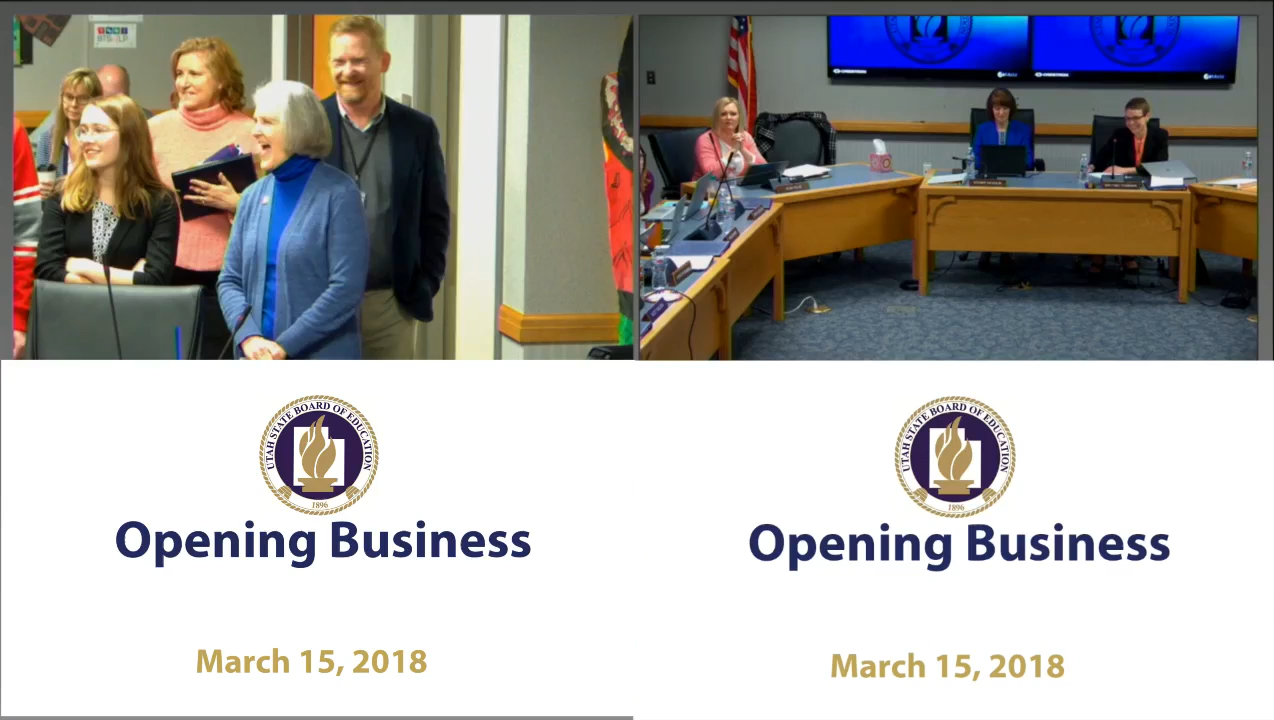 UTAH STATE BOARD OF EDUCATION
1896
Opening Business
March 15, 2018
UTAH STATE BOARD OF EDUCATION
1896
Opening Business
March 15, 2018